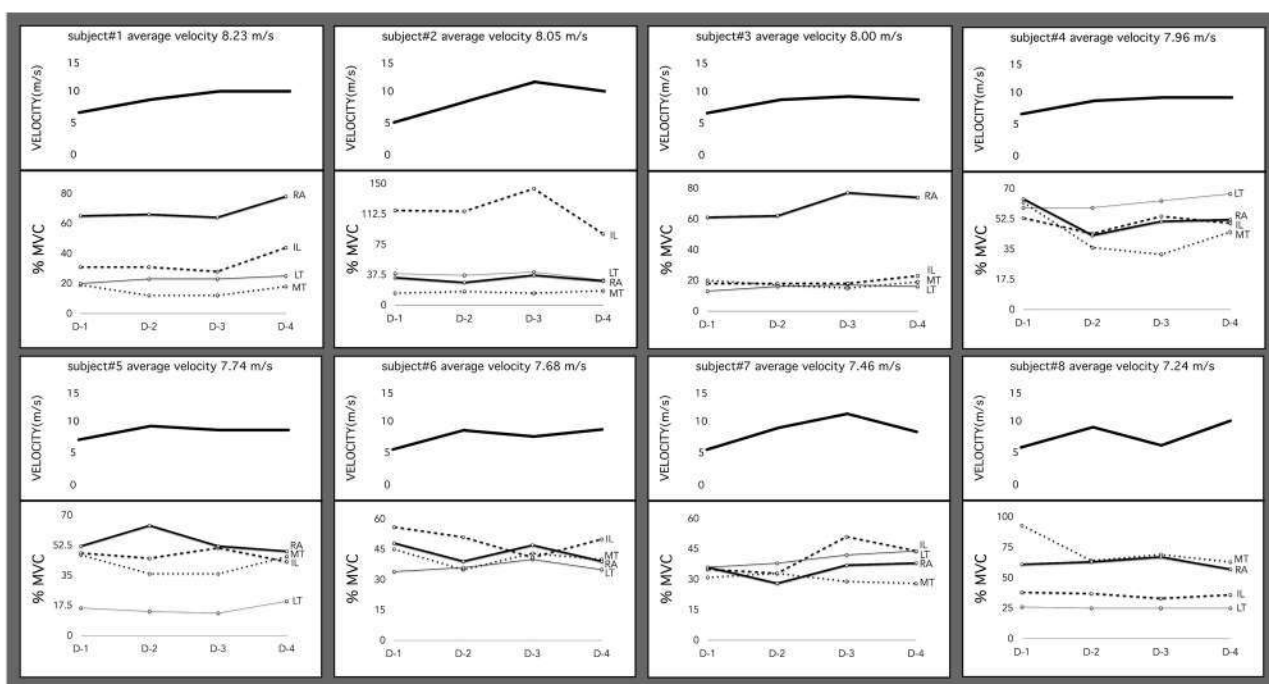 subject#1 average velocity 8.23 m/s
VELOCITY(m/s)
15
10
5
0
% MVC
80
60
40
20
0
RA
IL
LT
MT
D-1 D-2 D-3 D-4
subject#2 average velocity 8.05 m/s
VELOCITY(m/s)
15
10
5
0
% MVC
150
112.5
75
37.5
0
IL
LT
RA
MT
D-1 D-2 D-3 D-4
subject#3 average velocity 8.00 m/s
VELOCITY(m/s)
15
10
5
0
% MVC
80
60
40
20
0
RA
IL
MT
LT
D-1 D-2 D-3 D-4
subject#4 average velocity 7.96 m/s
VELOCITY(m/s)
15
10
5
0
% MVC
70
52.5
35
17.5
0
LT
RA
IL
MT
D-1 D-2 D-3 D-4
subject#5 average velocity 7.74 m/s
VELOCITY(m/s)
15
10
5
0
% MVC
70
52.5
35
17.5
0
RA
MT
IL
LT
D-1 D-2 D-3 D-4
subject#6 average velocity 7.68 m/s
VELOCITY(m/s)
15
10
5
0
% MVC
60
45
30
15
0
IL
MT
RA
LT
D-1 D-2 D-3 D-4
subject#7 average velocity 7.46 m/s
VELOCITY(m/s)
15
10
5
0
% MVC
60
45
30
15
0
IL
LT
RA
MT
D-1 D-2 D-3 D-4
subject#8 average velocity 7.24 m/s
VELOCITY(m/s)
15
10
5
0
% MVC
100
75
50
25
0
MT
RA
IL
LT
D-1 D-2 D-3 D-4